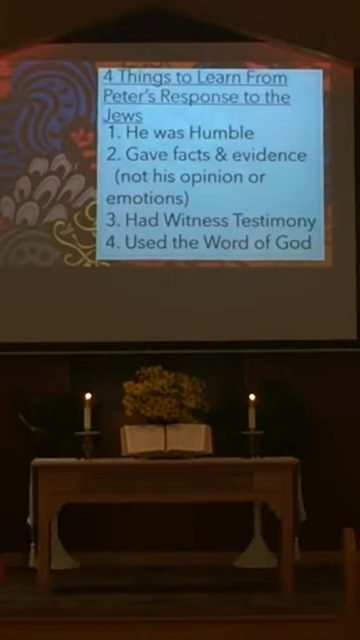 4 Things to Learn From
Peter's Response to the
Jews
1. He was Humble
2. Gave facts & evidence
(not his opinion or
emotions)
3. Had Witness Testimony
4. Used the Word of God